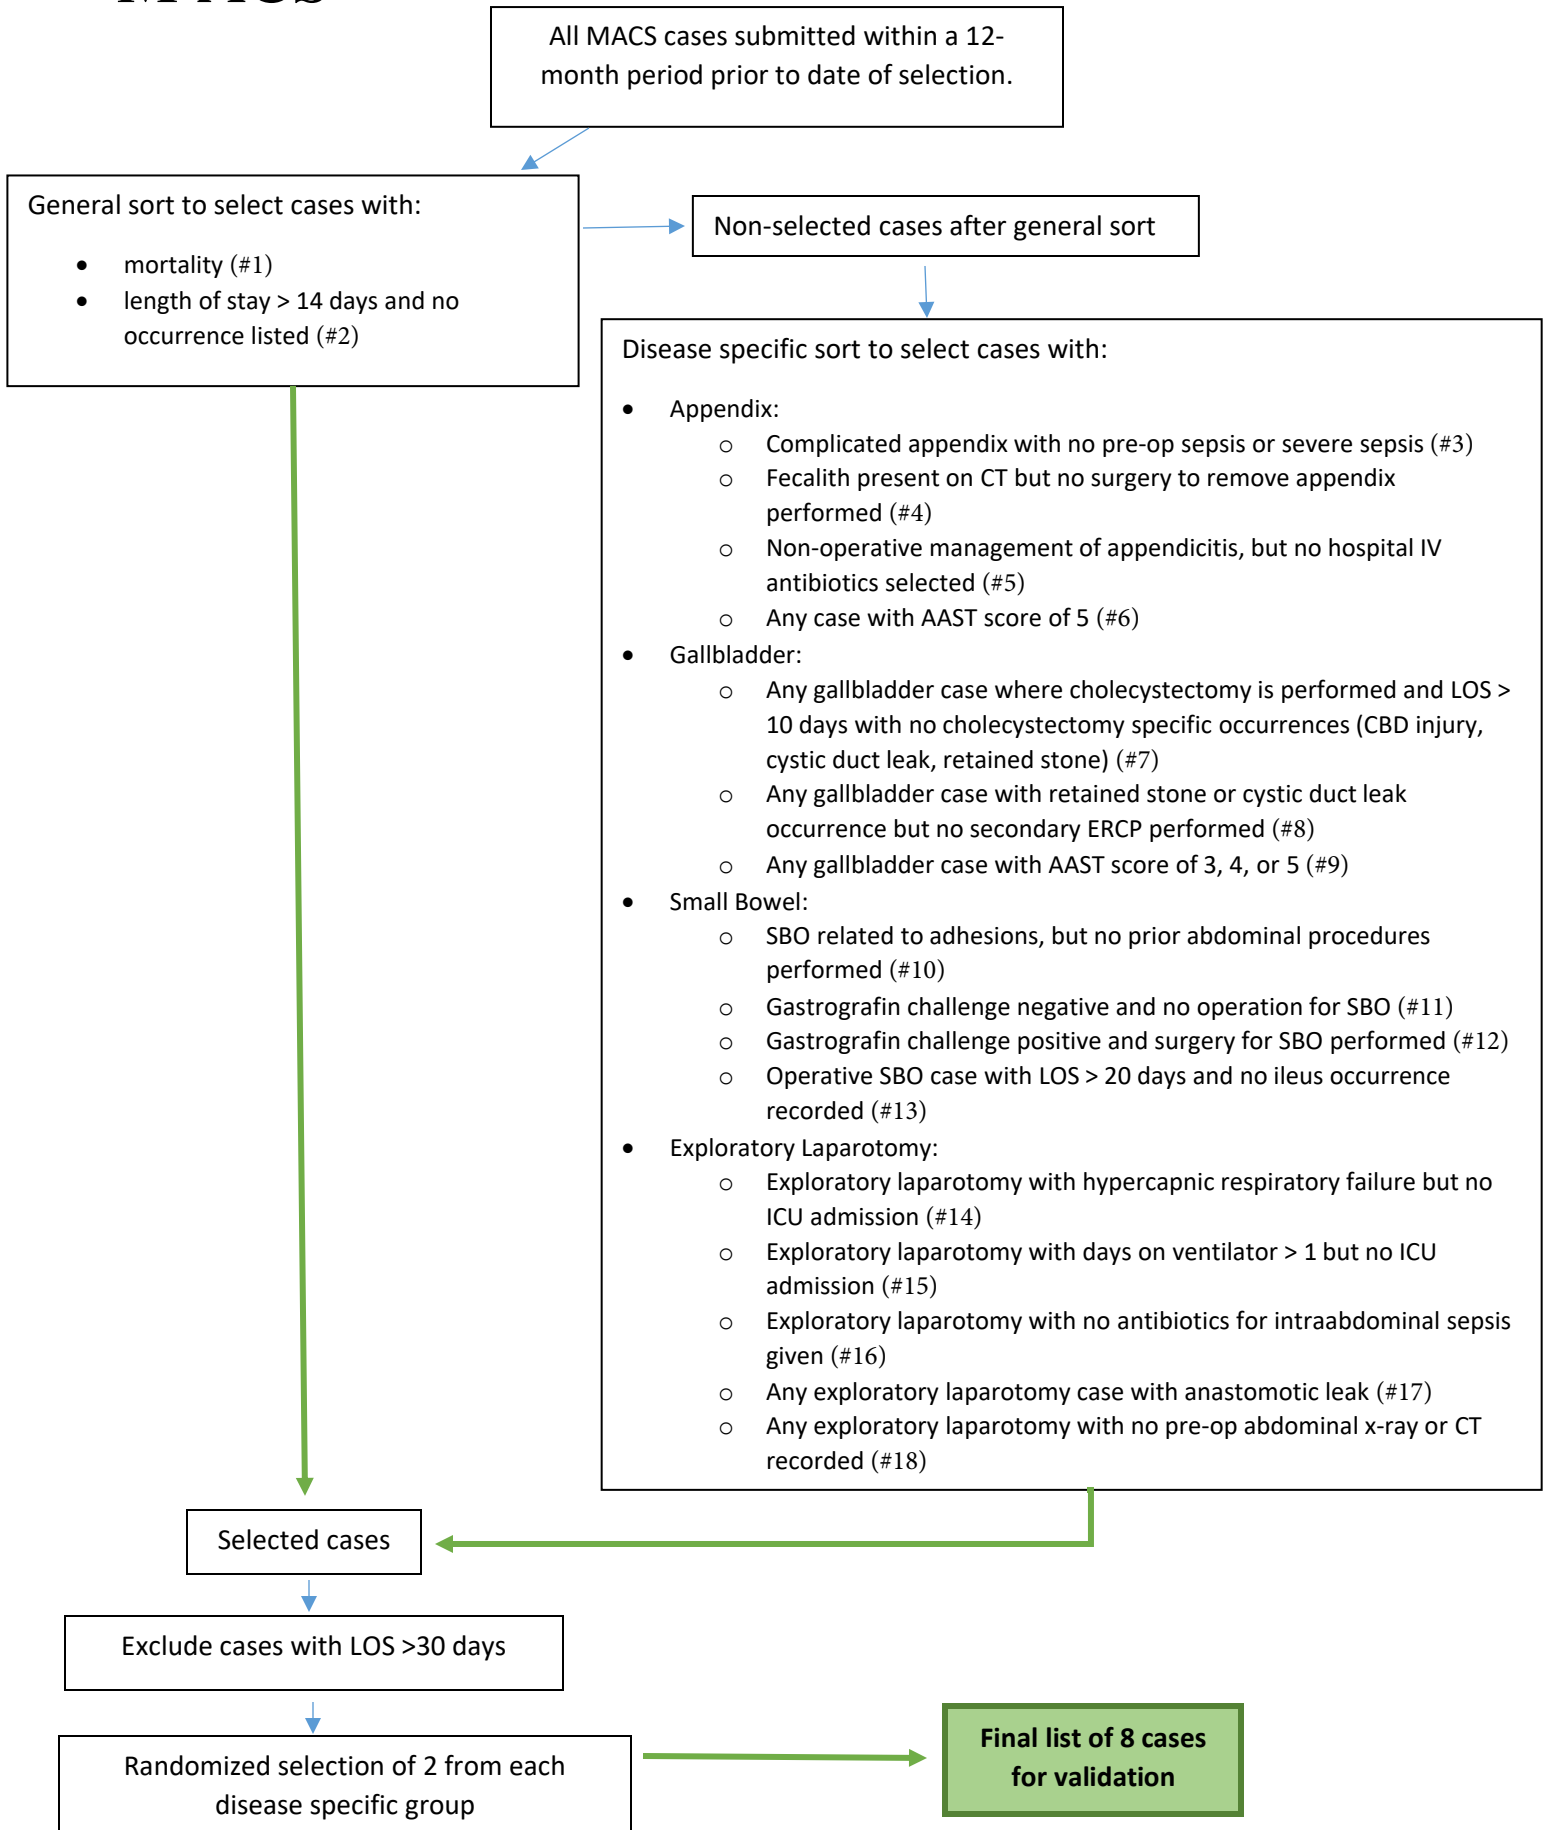 All MACS cases submitted within a 12-
month period prior to date of selection.
General sort to select cases with:
• mortality (#1)
• length of stay > 14 days and no
occurrence listed (#2)
Non-selected cases after general sort
Disease specific sort to select cases with:
• Appendix:
o Complicated appendix with no pre-op sepsis or severe sepsis (#3)
o Fecalith present on CT but no surgery to remove appendix
performed (#4)
o Non-operative management of appendicitis, but no hospital IV
antibiotics selected (#5)
o Any case with AAST score of 5 (#6)
• Gallbladder:
o Any gallbladder case where cholecystectomy is performed and LOS >
10 days with no cholecystectomy specific occurrences (CBD injury,
cystic duct leak, retained stone) (#7)
o Any gallbladder case with retained stone or cystic duct leak
occurrence but no secondary ERCP performed (#8)
o Any gallbladder case with AAST score of 3, 4, or 5 (#9)
• Small Bowel:
o SBO related to adhesions, but no prior abdominal procedures
performed (#10)
o Gastrografin challenge negative and no operation for SBO (#11)
o Gastrografin challenge positive and surgery for SBO performed (#12)
o Operative SBO case with LOS > 20 days and no ileus occurrence
recorded (#13)
• Exploratory Laparotomy:
o Exploratory laparotomy with hypercapnic respiratory failure but no
ICU admission (#14)
o Exploratory laparotomy with days on ventilator > 1 but no ICU
admission (#15)
o Exploratory laparotomy with no antibiotics for intraabdominal sepsis
given (#16)
o Any exploratory laparotomy case with anastomotic leak (#17)
o Any exploratory laparotomy with no pre-op abdominal x-ray or CT
recorded (#18)
Selected cases
Exclude cases with LOS >30 days
Randomized selection of 2 from each
disease specific group
Final list of 8 cases
for validation